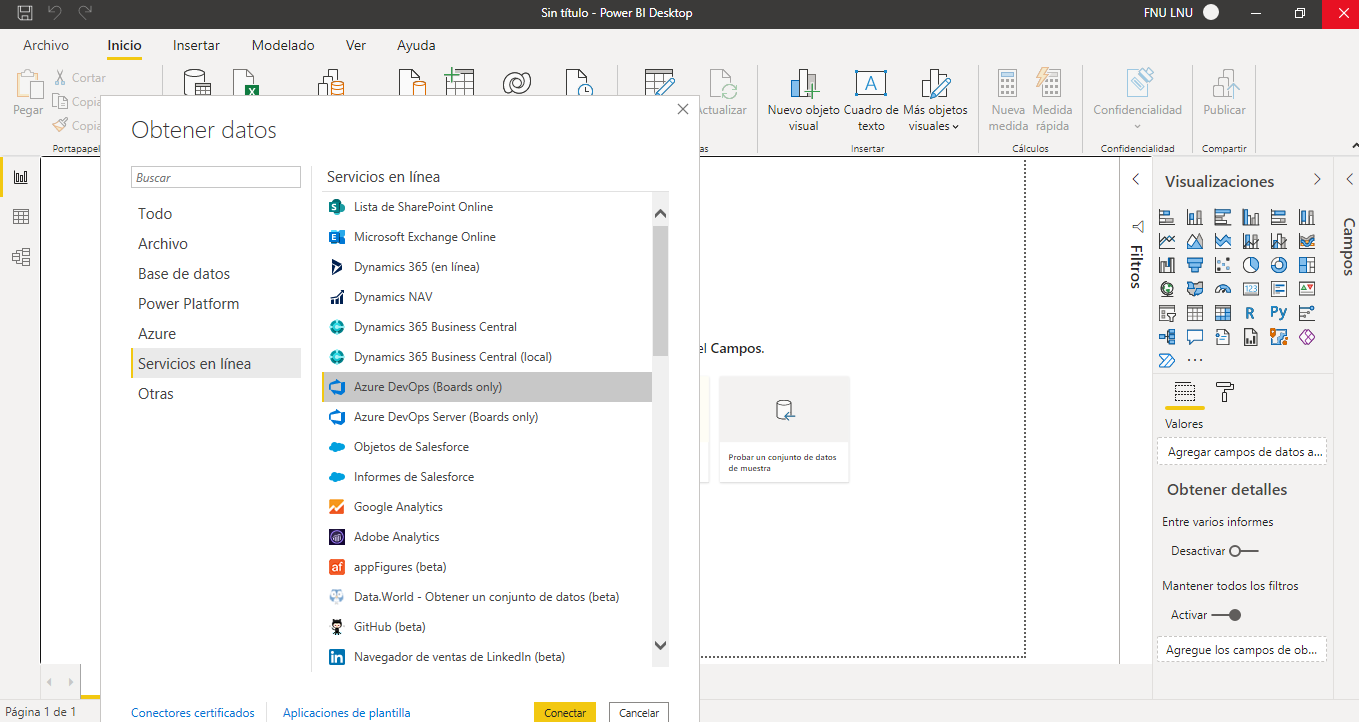 Sin título - Power BI Desktop
FNU LNU
Archivo
Inicio
Insertar
Modelado
Ver
Ayuda
Pegar
Cortar
Portapapel
Actualizar
Nuevo objeto
visual
Cuadro de
texto
Más objetos
visuales
Nueva
medida
Medida
rápida
Confidencialidad
Publicar
Insertar
Cálculos
Confidencialidad
Compartir
Obtener datos
Buscar
Todo
Archivo
Base de datos
Power Platform
Azure
Servicios en línea
Otras
Servicios en línea
Lista de SharePoint Online
Microsoft Exchange Online
Dynamics 365 (en línea)
Dynamics NAV
Dynamics 365 Business Central
Dynamics 365 Business Central (local)
Azure DevOps (Boards only)
Azure DevOps Server (Boards only)
Objetos de Salesforce
Informes de Salesforce
Google Analytics
Adobe Analytics
appFigures (beta)
Data.World - Obtener un conjunto de datos (beta)
GitHub (beta)
Navegador de ventas de LinkedIn (beta)
Conectores certificados
Aplicaciones de plantilla
Conectar
Cancelar
el Campos.
Probar un conjunto de datos
de muestra
Filtros
Visualizaciones
Campos
123
R
Py
Valores
Agregar campos de datos a...
Obtener detalles
Entre varios informes
Desactivar
Mantener todos los filtros
Activar
Agregue los campos de ob...
Página 1 de 1